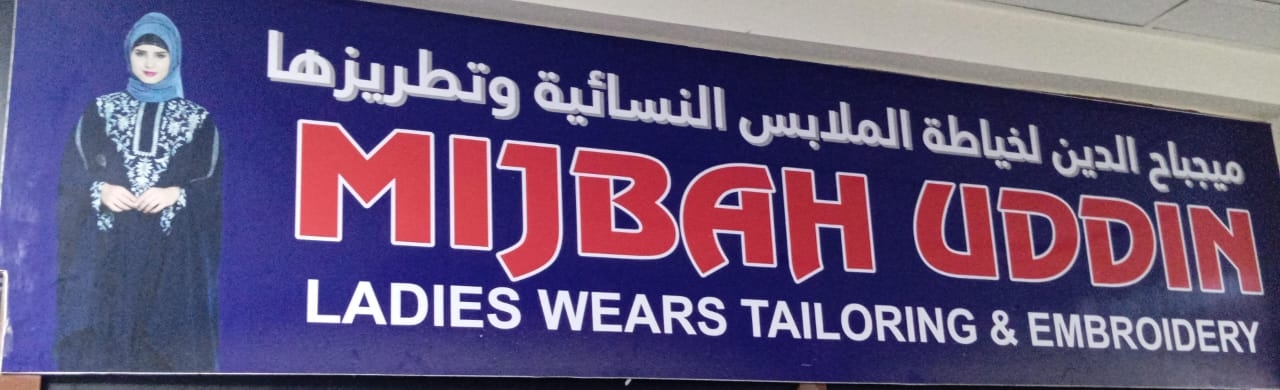 ميجباح الدين لخياطة الملابس النسائية وتطريزها
MIJBAH UDDIN
LADIES WEARS TAILORING & EMBROIDERY